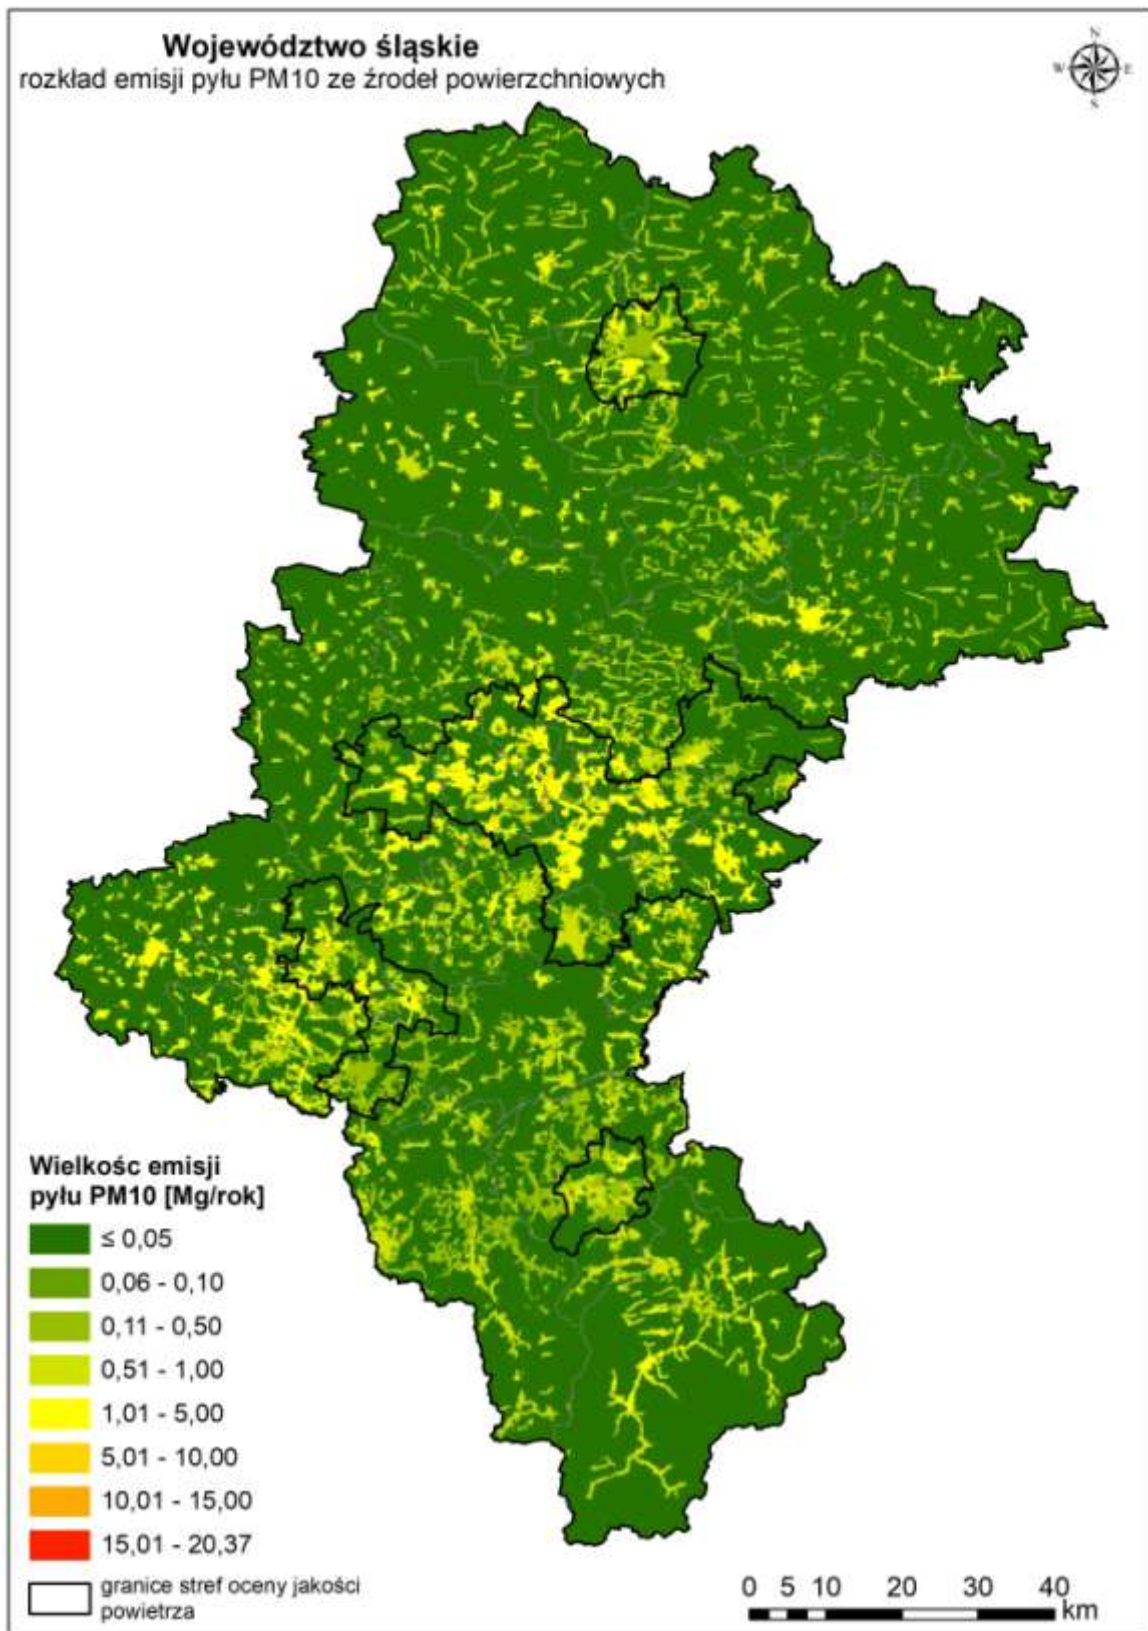 Województwo śląskie
rozkład emisji pyłu PM10 ze źrodeł powierzchniowych
N
W E
S
Wielkośc emisji
pyłu PM10 [Mg/rok]
≤ 0,05
0,06 - 0,10
0,11 - 0,50
0,51 - 1,00
1,01 - 5,00
5,01 - 10,00
10,01 - 15,00
15,01 - 20,37
granice stref oceny jakości
powietrza
0 5 10 20 30 40
km